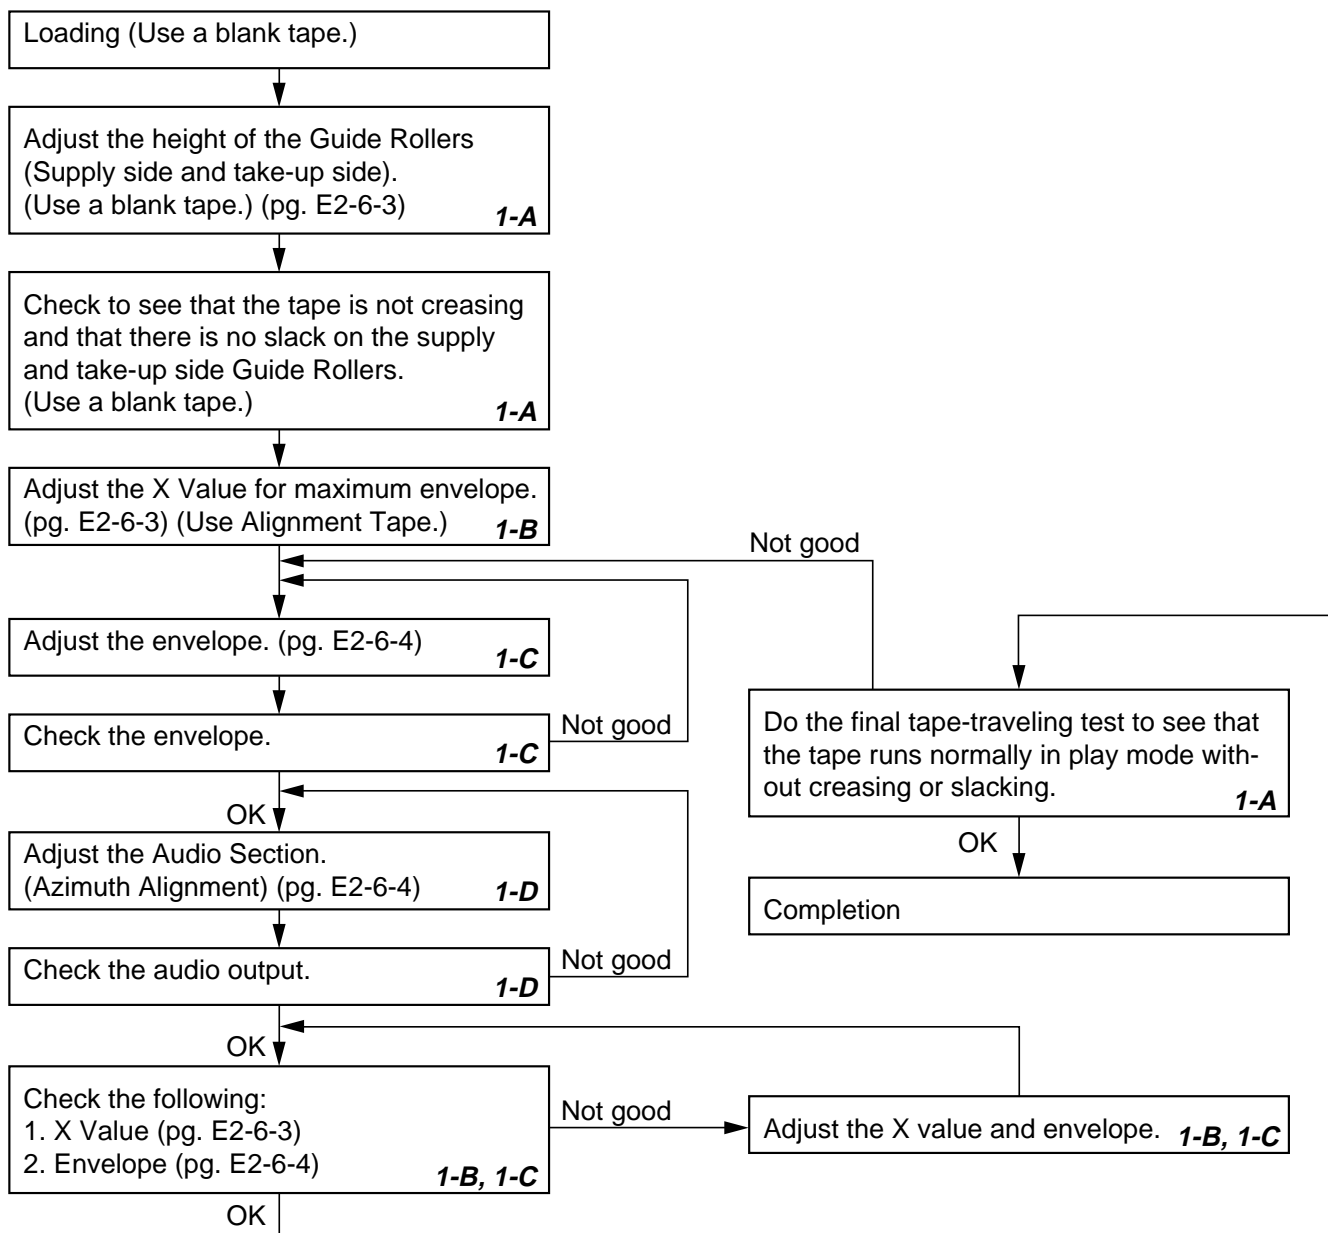 Loading (Use a blank tape.)
Adjust the height of the Guide Rollers
(Supply side and take-up side).
(Use a blank tape.) (pg. E2-6-3)
1-A
Check to see that the tape is not creasing
and that there is no slack on the supply
and take-up side Guide Rollers.
(Use a blank tape.)
1-A
Adjust the X Value for maximum envelope.
(pg. E2-6-3) (Use Alignment Tape.)
1-B
Adjust the envelope. (pg. E2-6-4)
1-C
Check the envelope.
1-C
Not good
OK
Adjust the Audio Section.
(Azimuth Alignment) (pg. E2-6-4)
1-D
Check the audio output.
1-D
Not good
OK
Check the following:
1. X Value (pg. E2-6-3)
2. Envelope (pg. E2-6-4)
1-B, 1-C
Not good
Adjust the X value and envelope.
1-B, 1-C
OK
Not good
Do the final tape-traveling test to see that
the tape runs normally in play mode with-
out creasing or slacking.
1-A
OK
Completion